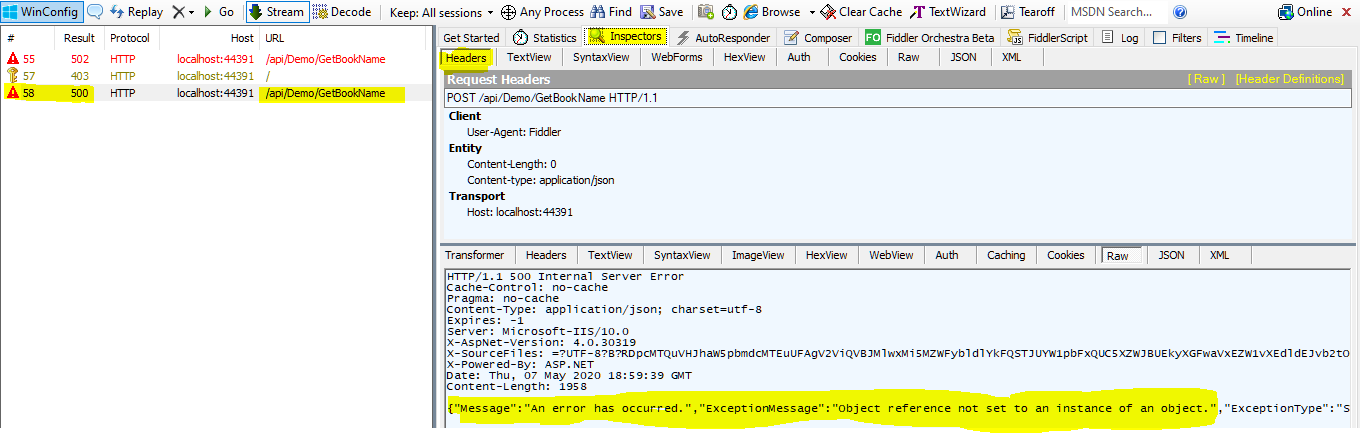 WinConfig Replay X Go Stream Decode Keep: All sessions Any Process Find Save Browse Clear Cache TextWizard Tearoff MSDN Search... Online
# Result Protocol Host URL
55 502 HTTP localhost:44391 /api/Demo/GetBookName
57 403 HTTP localhost:44391 /
58 500 HTTP localhost:44391 /api/Demo/GetBookName
Get Started Statistics Inspectors AutoResponder Composer FO Fiddler Orchestra Beta FiddlerScript Log Filters Timeline
Headers TextView SyntaxView WebForms HexView Auth Cookies Raw JSON XML
Request Headers [ Raw ] [Header Definitions]
POST /api/Demo/GetBookName HTTP/1.1
Client
User-Agent: Fiddler
Entity
Content-Length: 0
Content-type: application/json
Transport
Host: localhost:44391
Transformer Headers TextView SyntaxView ImageView HexView WebView Auth Caching Cookies Raw JSON XML
HTTP/1.1 500 Internal Server Error
Cache-Control: no-cache
Pragma: no-cache
Content-Type: application/json; charset=utf-8
Expires: -1
Server: Microsoft-IIS/10.0
X-AspNet-Version: 4.0.30319
X-SourceFiles:
X-Powered-By: ASP.NET
Date: Thu, 07 May 2020 18:59:39 GMT
Content-Length: 1958
{"Message":"An error has occurred.","ExceptionMessage":"Object reference not set to an instance of an object.","ExceptionType":"S